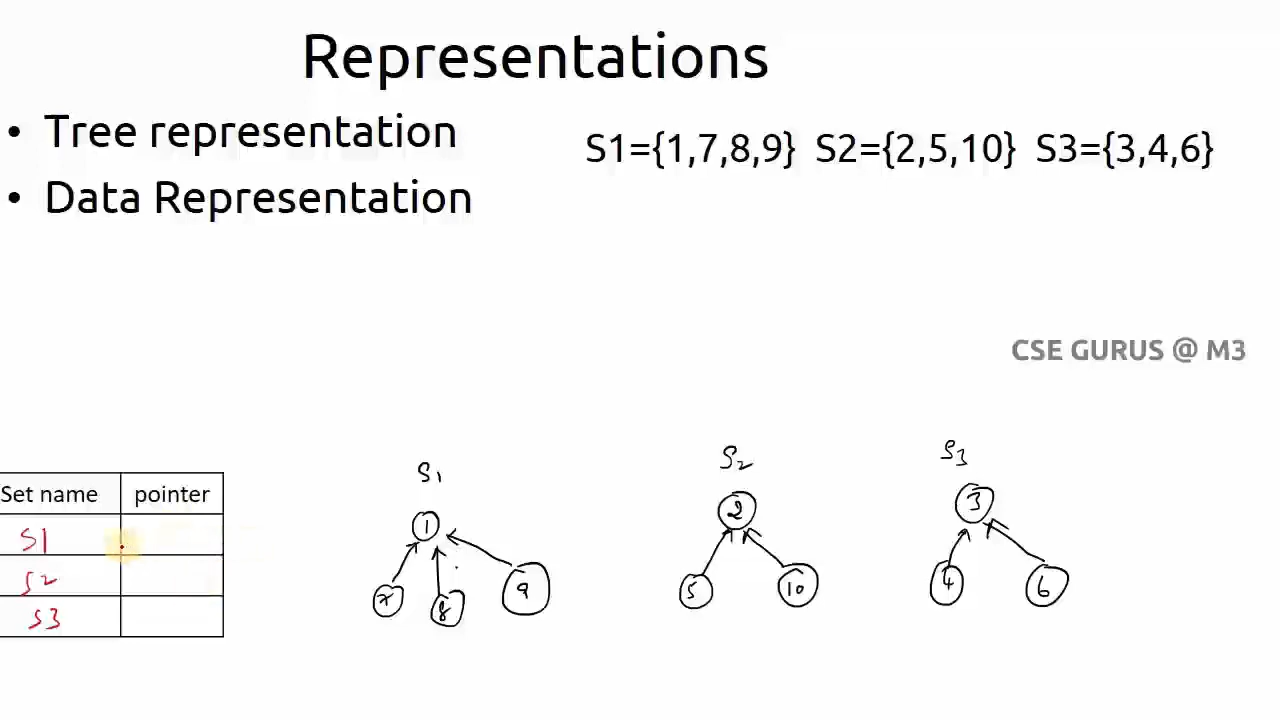 Representations
• Tree representation
• Data Representation
S1={1,7,8,9} S2={2,5,10} S3={3,4,6}
CSE GURUS @ M3
Set name pointer
S1
S2
S3
S1
1
7 8 9
S2
2
5 10
S3
3
4 6